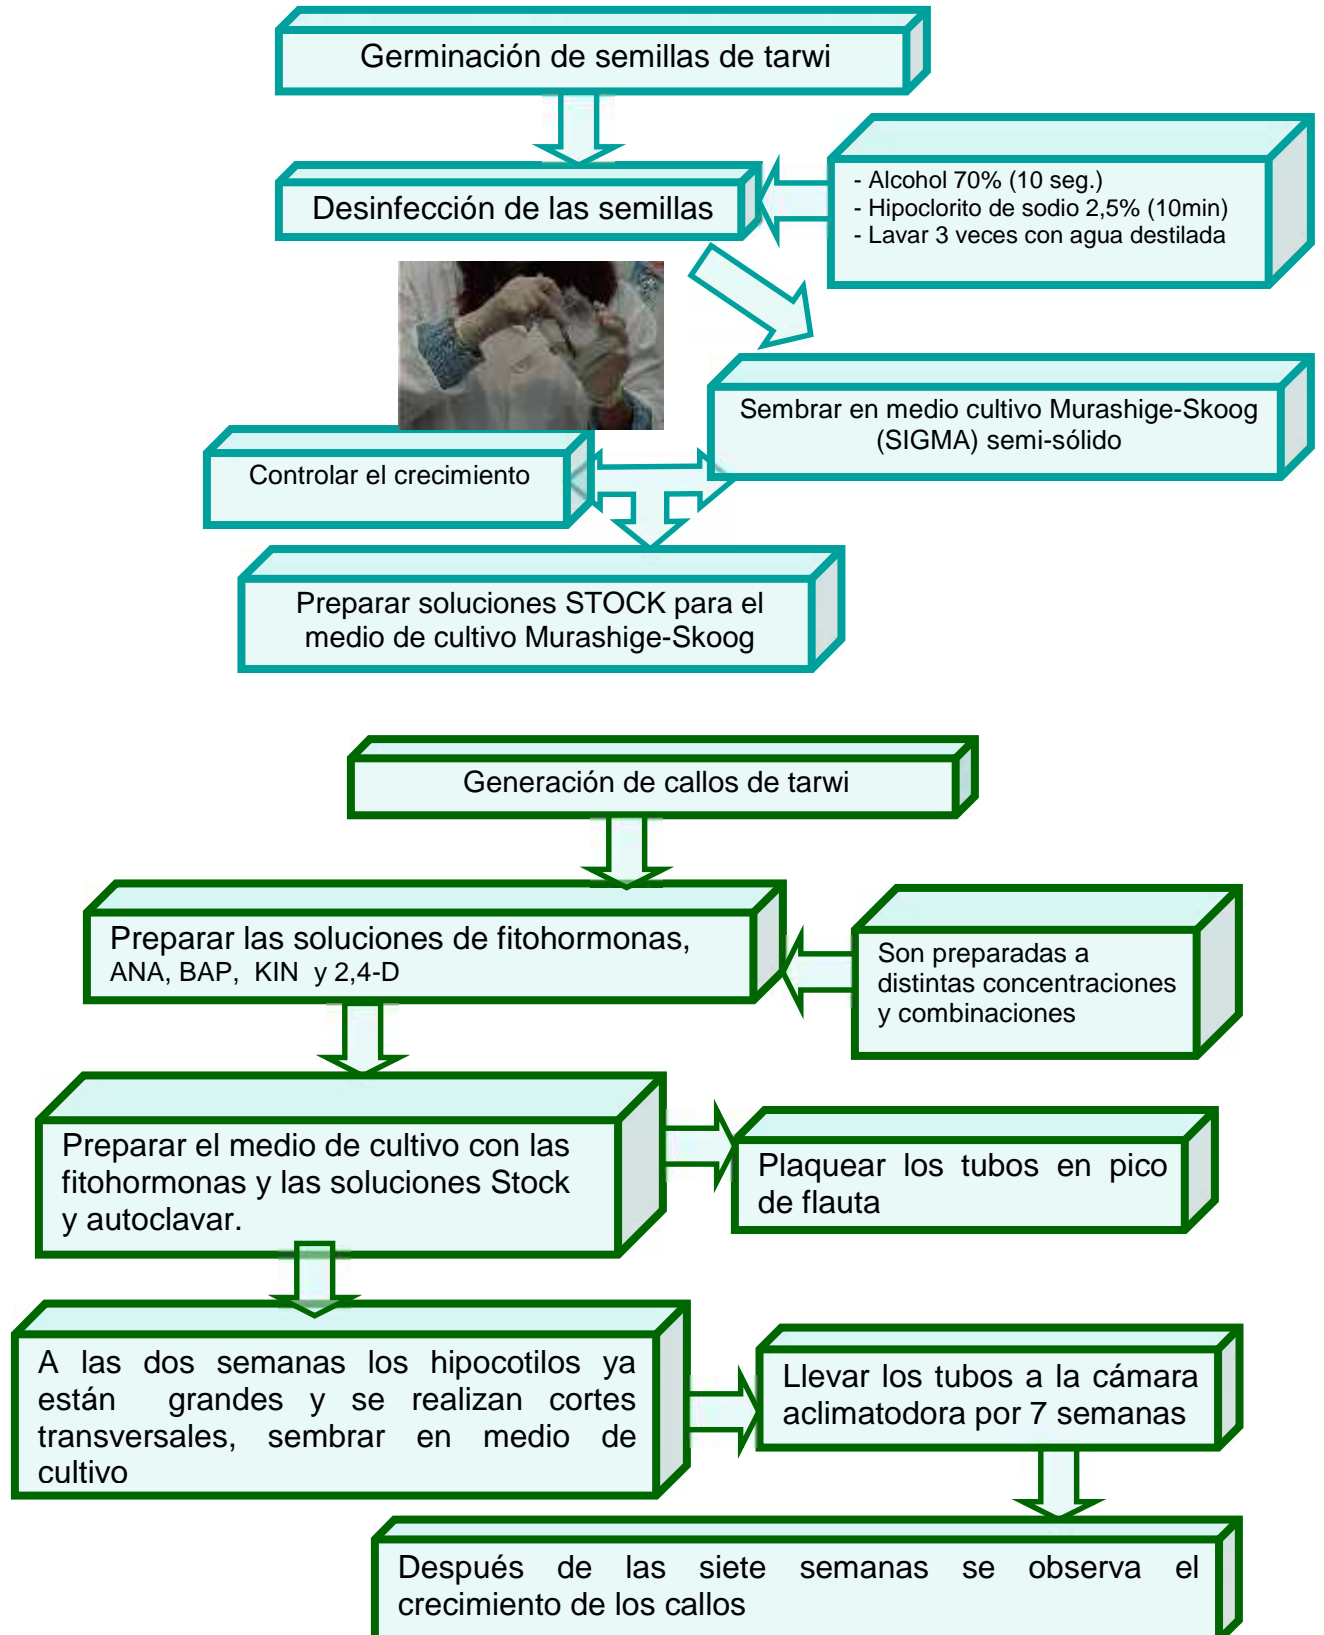 Germinación de semillas de tarwi
Desinfección de las semillas
- Alcohol 70% (10 seg.)
- Hipoclorito de sodio 2,5% (10min)
- Lavar 3 veces con agua destilada
Sembrar en medio cultivo Murashige-Skoog
(SIGMA) semi-sólido
Controlar el crecimiento
Preparar soluciones STOCK para el
medio de cultivo Murashige-Skoog
Generación de callos de tarwi
Preparar las soluciones de fitohormonas,
ANA, BAP, KIN y 2,4-D
Son preparadas a
distintas concentraciones
y combinaciones
Preparar el medio de cultivo con las
fitohormonas y las soluciones Stock
y autoclavar.
Plaquear los tubos en pico
de flauta
A las dos semanas los hipocotilos ya
están grandes y se realizan cortes
transversales, sembrar en medio de
cultivo
Llevar los tubos a la cámara
aclimatodora por 7 semanas
Después de las siete semanas se observa el
crecimiento de los callos